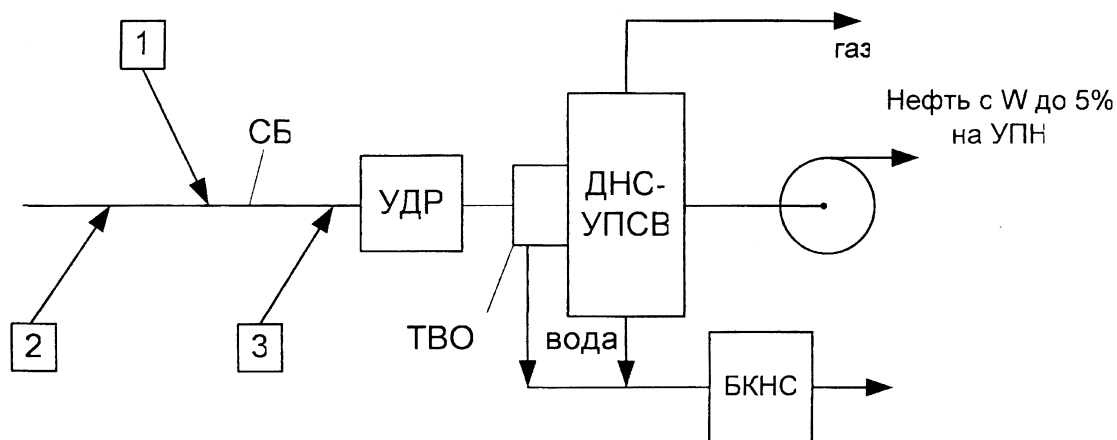 1
газ
Нефть с W до 5%
на УПН
СБ
УДР
ДНС-
УПСВ
2
3
ТВО
вода
БКНС